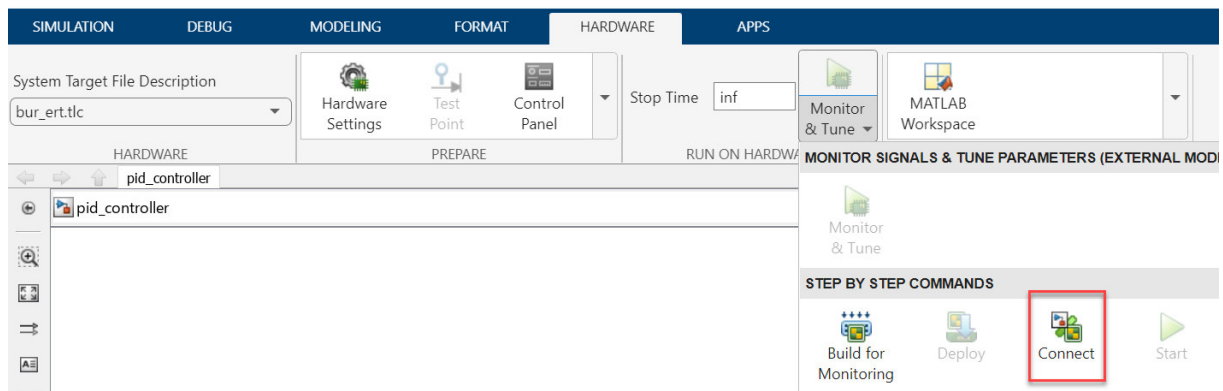 SIMULATION DEBUG MODELING FORMAT HARDWARE APPS
System Target File Description
bur_ert.tlc
Hardware
Settings
Test
Point
Control
Panel
Stop Time inf
Monitor
& Tune
MATLAB
Workspace
HARDWARE PREPARE RUN ON HARDWA
MONITOR SIGNALS & TUNE PARAMETERS (EXTERNAL MOD
pid_controller
pid_controller
Monitor
& Tune
STEP BY STEP COMMANDS
Build for
Monitoring
Deploy
Connect
Start